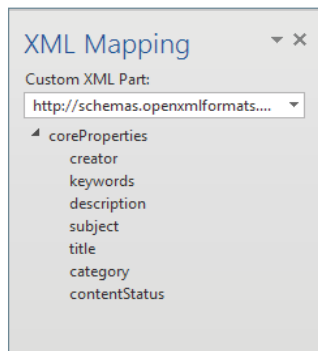 XML Mapping
Custom XML Part:
http://schemas.openxmlformats....
coreProperties
creator
keywords
description
subject
title
category
contentStatus